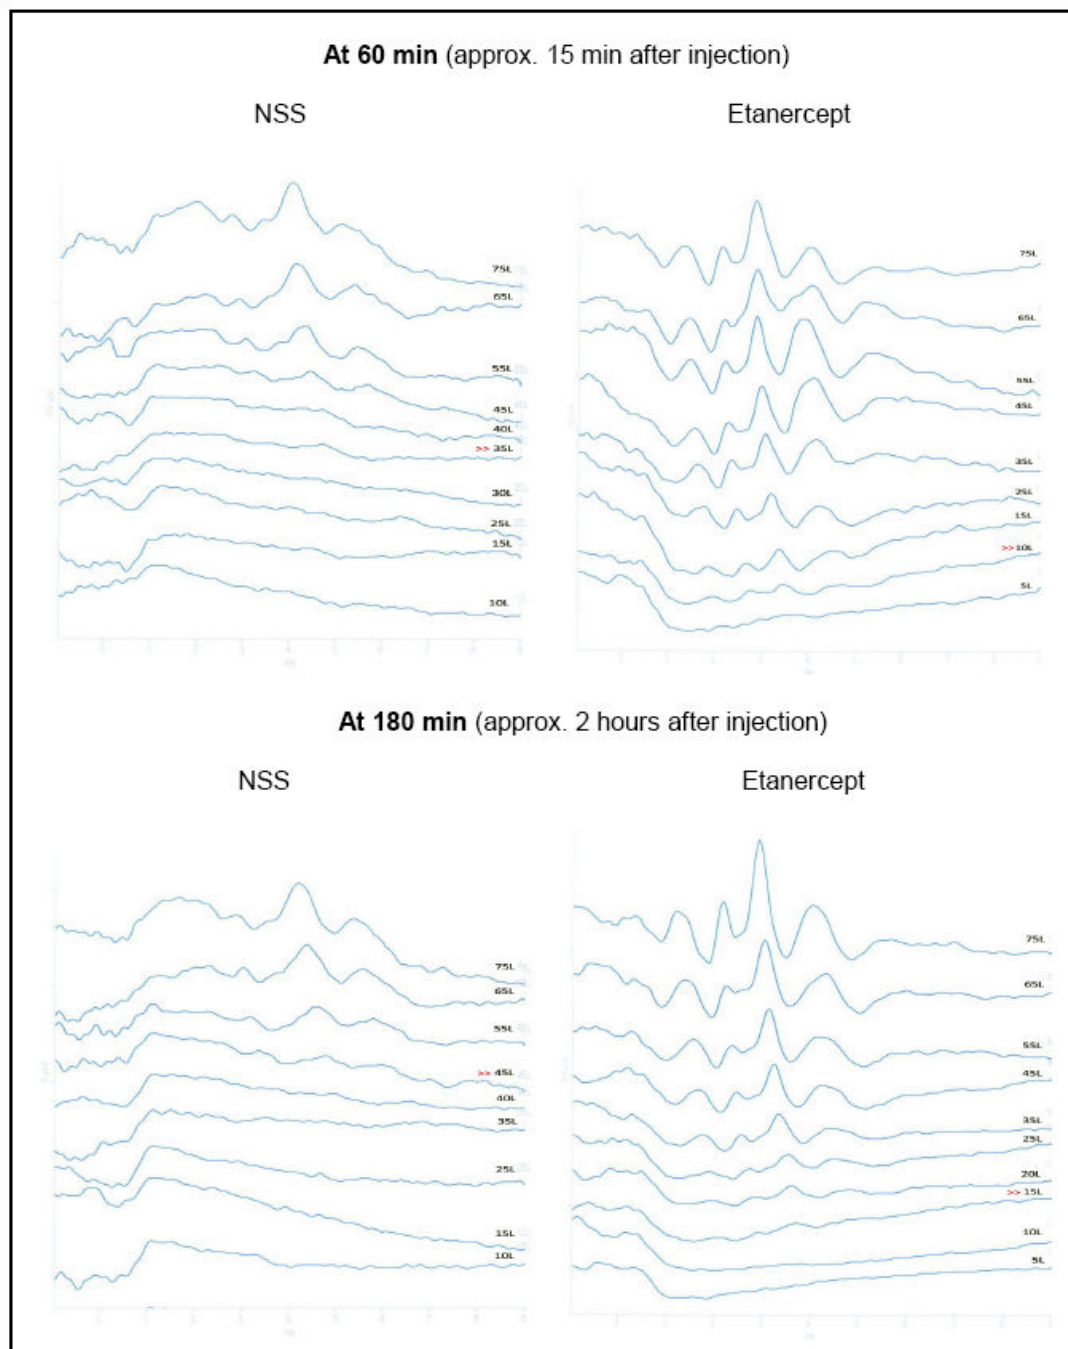 At 60 min (approx. 15 min after injection)
NSS
75L
65L
55L
45L
40L
>> 35L
30L
25L
15L
10L
Etanercept
75L
65L
55L
45L
35L
25L
15L
>>10L
5L
At 180 min (approx. 2 hours after injection)
NSS
75L
65L
55L
>> 45L
40L
35L
25L
15L
10L
Etanercept
75L
65L
55L
45L
35L
25L
20L
>> 15L
10L
5L